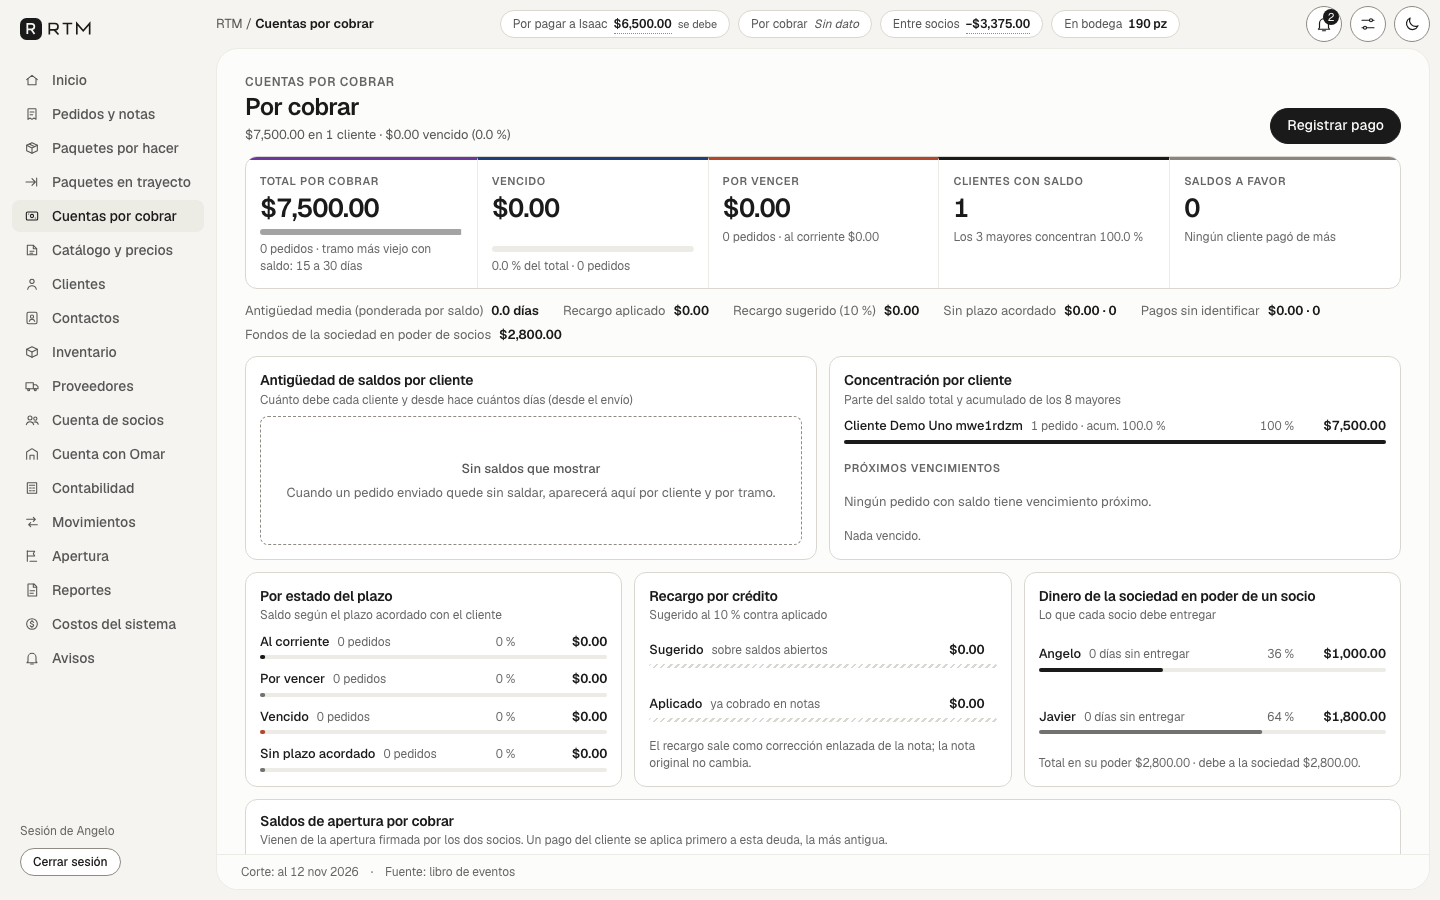 R RTM
Inicio
Pedidos y notas
Paquetes por hacer
Paquetes en trayecto
Cuentas por cobrar
Catálogo y precios
Clientes
Contactos
Inventario
Proveedores
Cuenta de socios
Cuenta con Omar
Contabilidad
Movimientos
Apertura
Reportes
Costos del sistema
Avisos
Sesión de Angelo
Cerrar sesión
RTM / Cuentas por cobrar
Por pagar a Isaac $6,500.00 se debe
Por cobrar Sin dato
Entre socios −$3,375.00
En bodega 190 pz
2
CUENTAS POR COBRAR
Por cobrar
$7,500.00 en 1 cliente · $0.00 vencido (0.0 %)
Registrar pago
TOTAL POR COBRAR
$7,500.00
0 pedidos · tramo más viejo con
saldo: 15 a 30 días
VENCIDO
$0.00
0.0 % del total · 0 pedidos
POR VENCER
$0.00
0 pedidos · al corriente $0.00
CLIENTES CON SALDO
1
Los 3 mayores concentran 100.0 %
SALDOS A FAVOR
0
Ningún cliente pagó de más
Antigüedad media (ponderada por saldo) 0.0 días Recargo aplicado $0.00 Recargo sugerido (10 %) $0.00 Sin plazo acordado $0.00 · 0 Pagos sin identificar $0.00 · 0
Fondos de la sociedad en poder de socios $2,800.00
Antigüedad de saldos por cliente
Cuánto debe cada cliente y desde hace cuántos días (desde el envío)
Sin saldos que mostrar
Cuando un pedido enviado quede sin saldar, aparecerá aquí por cliente y por tramo.
Concentración por cliente
Parte del saldo total y acumulado de los 8 mayores
Cliente Demo Uno mwe1rdzm 1 pedido · acum. 100.0 % 100 % $7,500.00
PRÓXIMOS VENCIMIENTOS
Ningún pedido con saldo tiene vencimiento próximo.
Nada vencido.
Por estado del plazo
Saldo según el plazo acordado con el cliente
Al corriente 0 pedidos 0 % $0.00
Por vencer 0 pedidos 0 % $0.00
Vencido 0 pedidos 0 % $0.00
Sin plazo acordado 0 pedidos 0 % $0.00
Recargo por crédito
Sugerido al 10 % contra aplicado
Sugerido sobre saldos abiertos $0.00
Aplicado ya cobrado en notas $0.00
El recargo sale como corrección enlazada de la nota; la nota
original no cambia.
Dinero de la sociedad en poder de un socio
Lo que cada socio debe entregar
Angelo 0 días sin entregar 36 % $1,000.00
Javier 0 días sin entregar 64 % $1,800.00
Total en su poder $2,800.00 · debe a la sociedad $2,800.00.
Saldos de apertura por cobrar
Vienen de la apertura firmada por los dos socios. Un pago del cliente se aplica primero a esta deuda, la más antigua.
Corte: al 12 nov 2026 · Fuente: libro de eventos